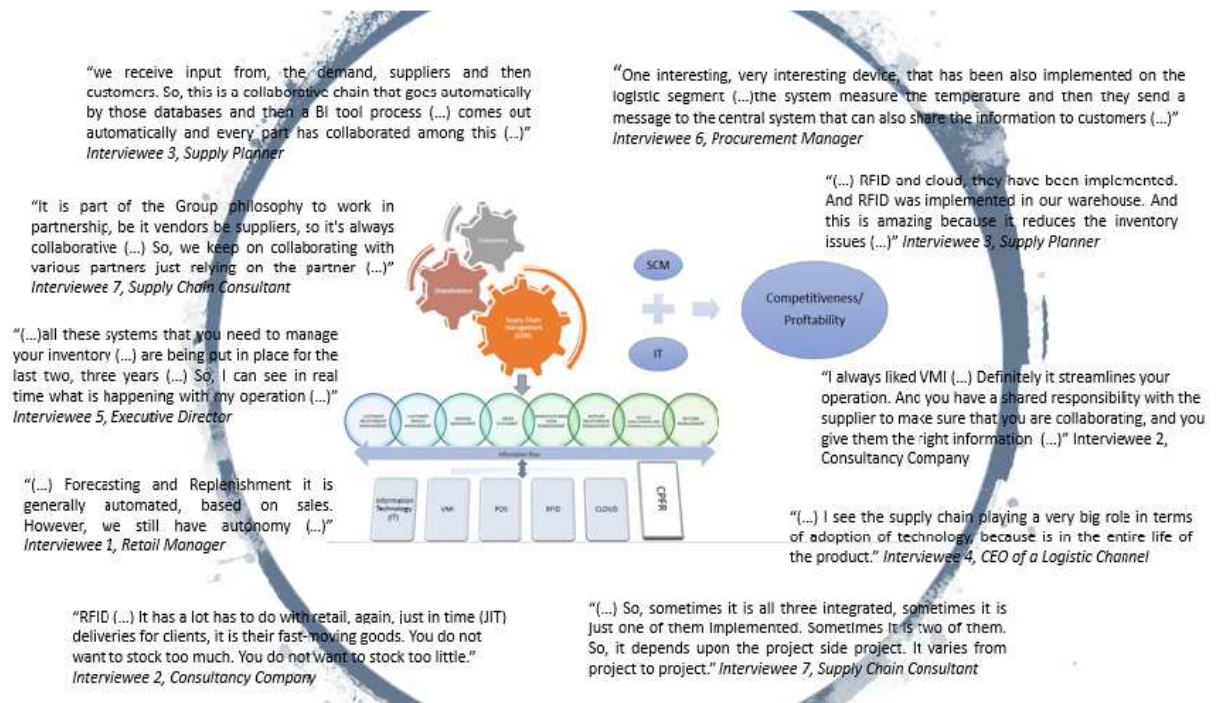 “we receive input from, the demand, suppliers and then
customers. So, this is a collaborative chain that goes automatically
by those databases and then a BI tool process (...) comes out
automatically and every part has collaborated among this (...)”
Interviewee 3, Supply Planner
“One interesting, very interesting device, that has been also implemented on the
logistic segment (...)the system measure the temperature and then they send a
message to the central system that can also share the information to customers (...)”
Interviewee 6, Procurement Manager
“(...) RFID and cloud, they have been implemented.
And RFID was implemented in our warehouse. And
this is amazing because it reduces the inventory
issues (...)” Interviewee 3, Supply Planner
“It is part of the Group philosophy to work in
partnership, be it vendors be suppliers, so it's always
collaborative (...) So, we keep on collaborating with
various partners just relying on the partner (...)”
Interviewee 7, Supply Chain Consultant
Stakeholders
Supply Chain
Management
(SCM)
SCM
IT
Competitiveness/
Proftability
“(...)all these systems that you need to manage
your inventory (...) are being put in place for the
last two, three years (...) So, I can see in real
time what is happening with my operation (...)”
Interviewee 5, Executive Director
“I always liked VMI (...) Definitely it streamlines your
operation. And you have a shared responsibility with the
supplier to make sure that you are collaborating, and you
give them the right information (...)” Interviewee 2,
Consultancy Company
Information flow
Information
Technology
(IT)
VMI
POS
RFID
CLOUD
CPFR
“(...) Forecasting and Replenishment it is
generally automated, based on sales.
However, we still have autonomy (...)”
Interviewee 1, Retail Manager
“(...) I see the supply chain playing a very big role in terms
of adoption of technology, because is in the entire life of
the product.” Interviewee 4, CEO of a Logistic Channel
“RFID (...) It has a lot has to do with retail, again, just in time (JIT)
deliveries for clients, it is their fast-moving goods. You do not
want to stock too much. You do not want to stock too little.”
Interviewee 2, Consultancy Company
“(...) So, sometimes it is all three integrated, sometimes it is
just one of them implemented. Sometimes it is two of them.
So, it depends upon the project side project. It varies from
project to project.” Interviewee 7, Supply Chain Consultant